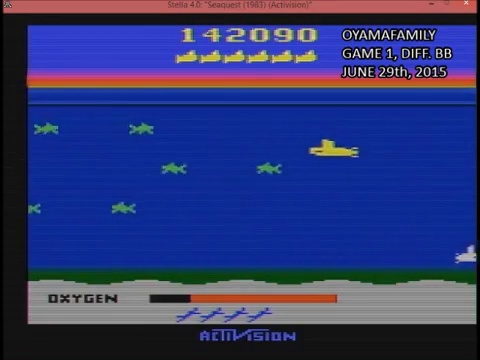 Stella 4.0: "Seaquest (1983) (Activision)"
142090
OYAMAFAMILY
GAME 1, DIFF. BB
JUNE 29th, 2015
OXYGEN
ACTIVISION